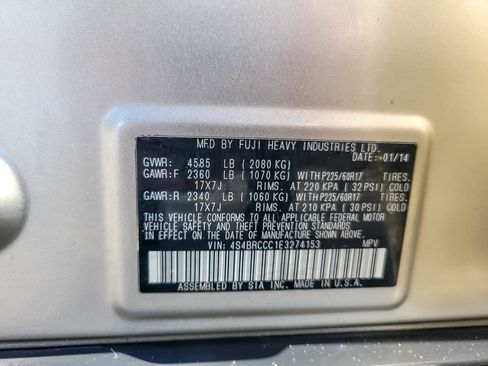 MFD BY FUJI HEAVY INDUSTRIES LTD.
DATE: 01/14
GVWR: 4585 LB (2080 KG)
GAWR:F 2360 LB (1070 KG) WITH P225/60R17 TIRES.
17X7J RIMS. AT 220 KPA (32 PSI) COLD
GAWR:R 2340 LB (1060 KG) WITH P225/60R17 TIRES.
17X7J RIMS. AT 210 KPA (30 PSI) COLD
THIS VEHICLE CONFORMS TO ALL APPLICABLE FEDERAL MOTOR
VEHICLE SAFETY AND THEFT PREVENTION STANDARDS IN EFFECT
ON THE DATE OF MANUFACTURE SHOWN ABOVE.
VIN: 4S4BRCCC1E3274153 MPV
ASSEMBLED BY SIA INC. MADE IN U.S.A.